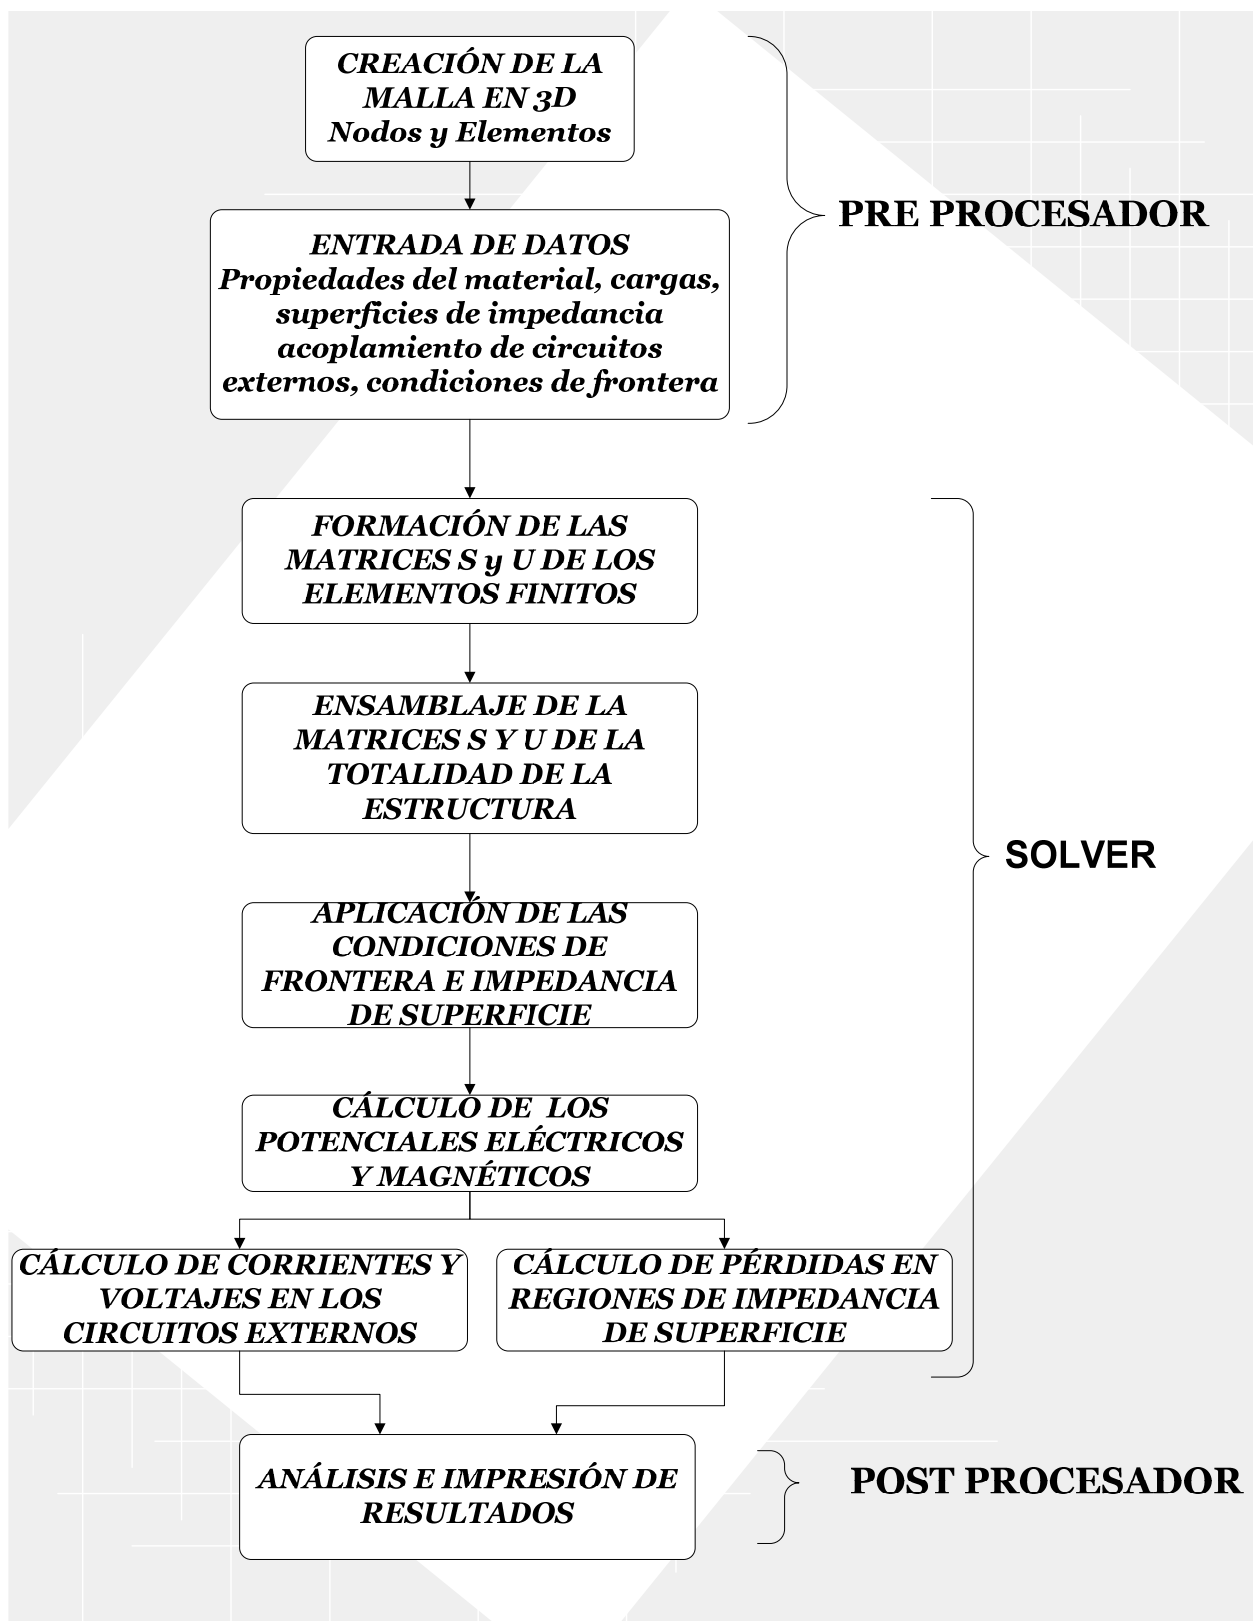 CREACIÓN DE LA
MALLA EN 3D
Nodos y Elementos
PRE PROCESADOR
ENTRADA DE DATOS
Propiedades del material, cargas,
superficies de impedancia
acoplamiento de circuitos
externos, condiciones de frontera
FORMACIÓN DE LAS
MATRICES S y U DE LOS
ELEMENTOS FINITOS
ENSAMBLAJE DE LA
MATRICES S Y U DE LA
TOTALIDAD DE LA
ESTRUCTURA
SOLVER
APLICACIÓN DE LAS
CONDICIONES DE
FRONTERA E IMPEDANCIA
DE SUPERFICIE
CÁLCULO DE  LOS
POTENCIALES ELÉCTRICOS
Y MAGNÉTICOS
CÁLCULO DE CORRIENTES Y
VOLTAJES EN LOS
CIRCUITOS EXTERNOS
CÁLCULO DE PÉRDIDAS EN
REGIONES DE IMPEDANCIA
DE SUPERFICIE
ANÁLISIS E IMPRESIÓN DE
RESULTADOS
POST PROCESADOR